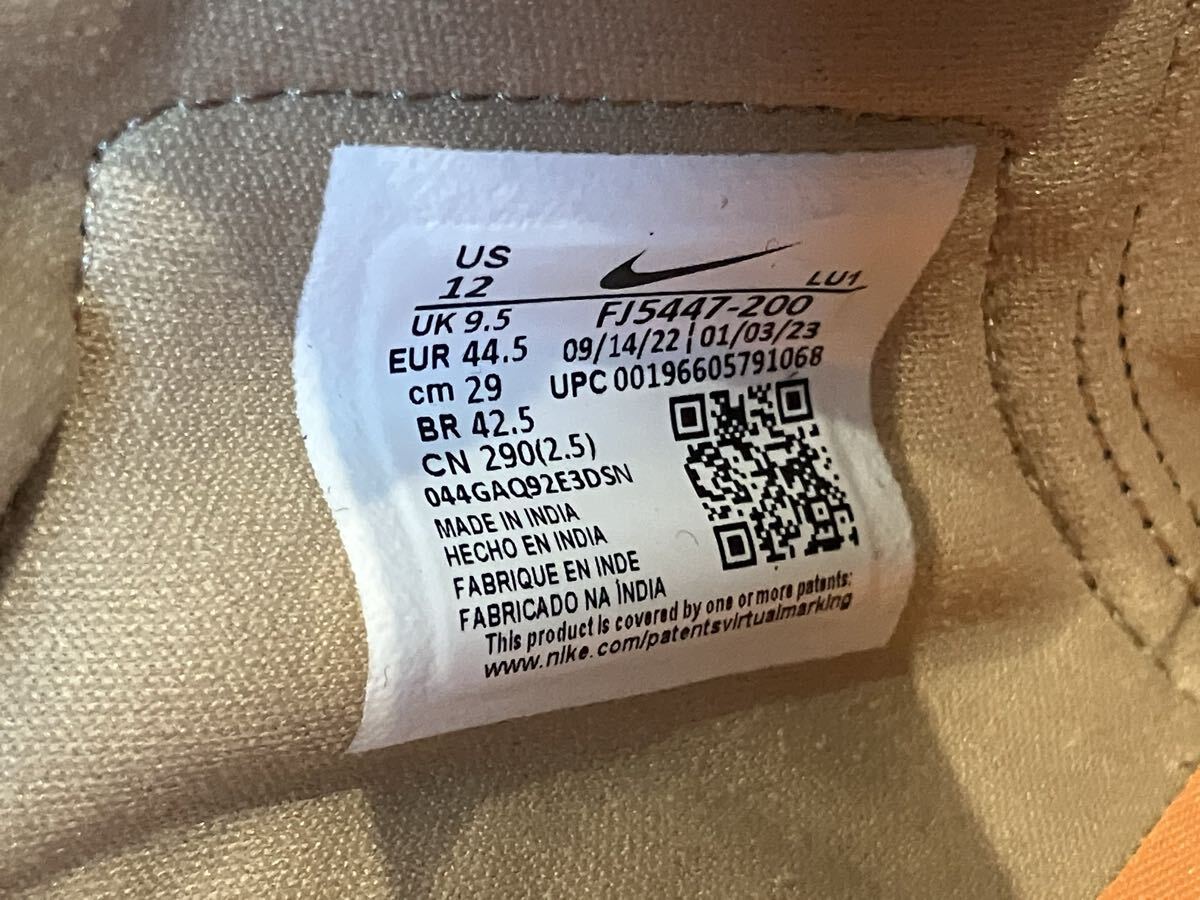 US
12
LU1
UK 9.5
FJ5447-200
EUR 44.5
09/14/22 | 01/03/23
cm 29
UPC 00196605791068
BR 42.5
CN 290(2.5)
044GAQ92E3DSN
MADE IN INDIA
HECHO EN INDIA
FABRIQUE EN INDE
FABRICADO NA ÍNDIA
This product is covered by one or more patents:
www.nike.com/patentsvirtualmarking